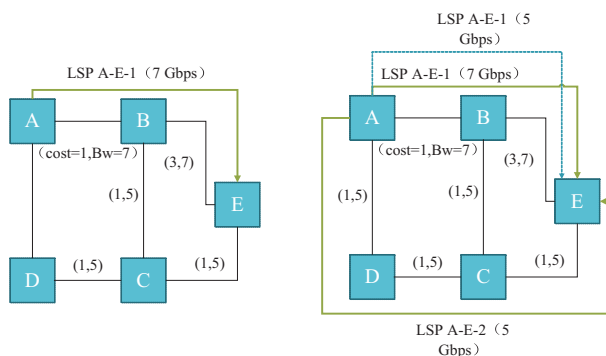 LSP A-E-1（7 Gbps）
A
B
（cost=1,Bw=7）
(3,7)
(1,5)
E
D
(1,5)
C
(1,5)
LSP A-E-1（5
Gbps）
LSP A-E-1（7 Gbps）
A
B
（cost=1,Bw=7）
(3,7)
(1,5)
(1,5)
E
D
(1,5)
C
(1,5)
LSP A-E-2（5
Gbps）